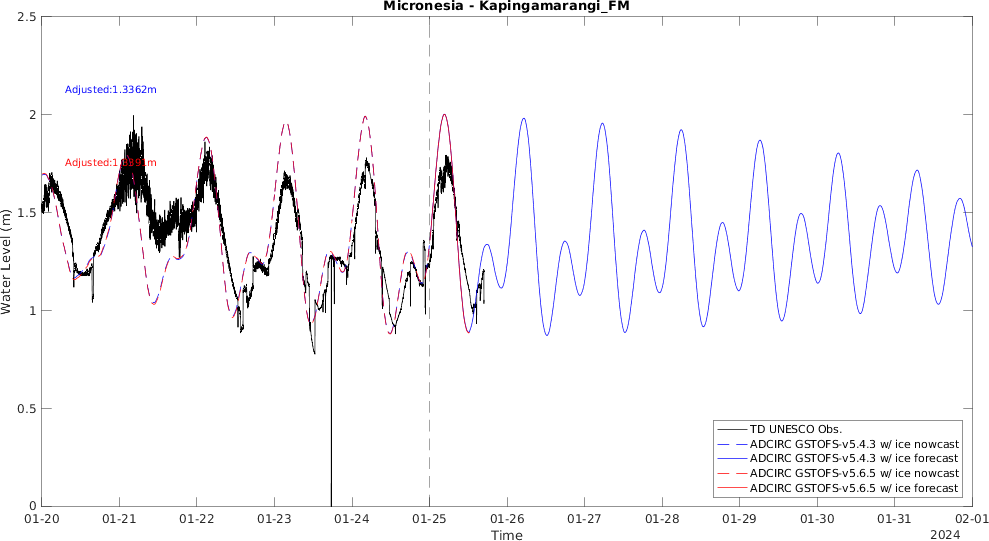 Micronesia - Kapingamarangi_FM
Water Level (m)
2.5
2
1.5
1
0.5
0
Adjusted:1.3362m
TD UNESCO Obs.
ADCIRC GSTOFS-v5.4.3 w/ ice nowcast
ADCIRC GSTOFS-v5.4.3 w/ ice forecast
ADCIRC GSTOFS-v5.6.5 w/ ice nowcast
ADCIRC GSTOFS-v5.6.5 w/ ice forecast
01-20 01-21 01-22 01-23 01-24 01-25 01-26 01-27 01-28 01-29 01-30 01-31 02-01
Time
2024